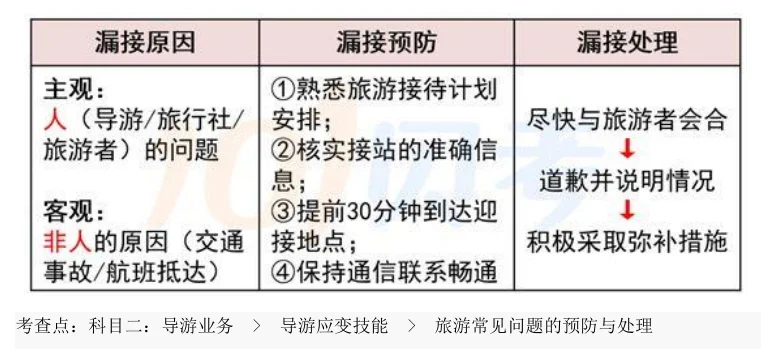 漏接原因
漏接预防
漏接处理
主观：
人（导游/旅行社/
旅游者）的问题
客观：
非人的原因（交通
事故/航班抵达）
①熟悉旅游接待计划
安排；
②核实接站的准确信
息；
③提前30分钟到达迎
接地点；
④保持通信联系畅通
尽快与旅游者会合
↓
道歉并说明情况
↓
积极采取弥补措施
考查点：科目二：导游业务 > 导游应变技能 > 旅游常见问题的预防与处理